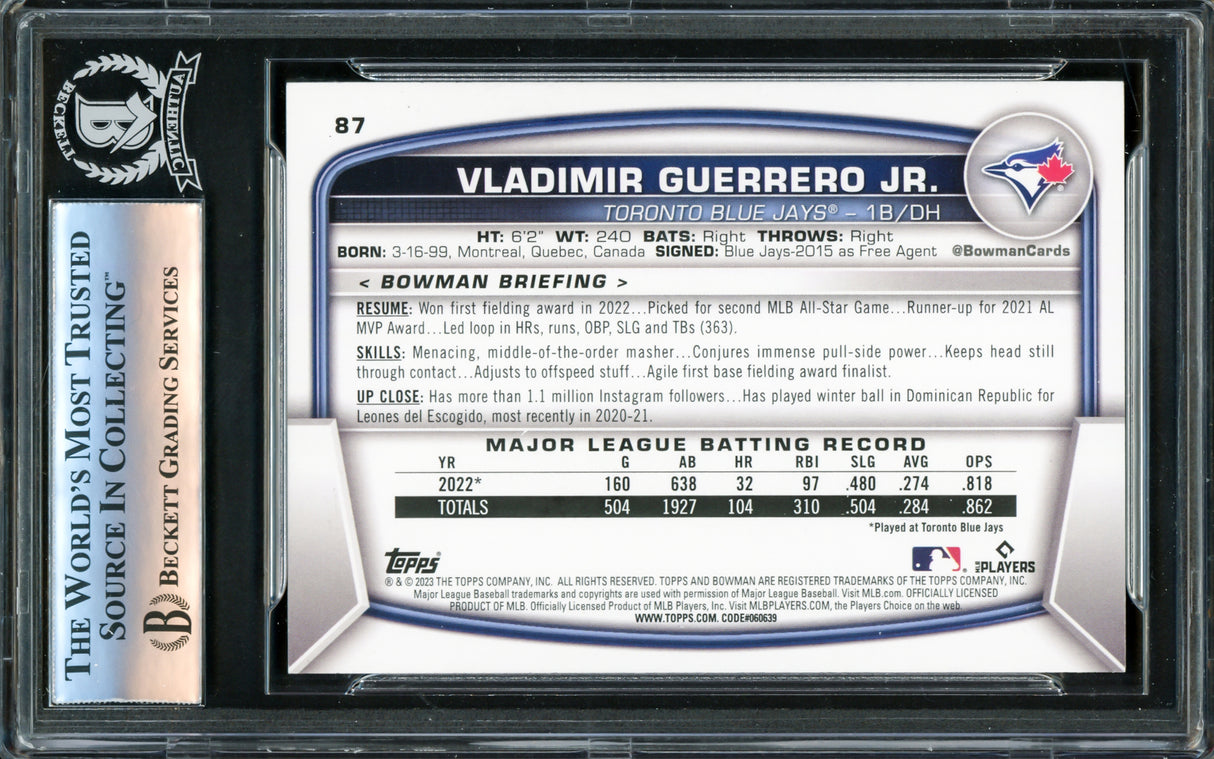 BECKETT
AUTHENTIC
B
THE WORLD'S MOST TRUSTED
SOURCE IN COLLECTING™
B BECKETT GRADING SERVICES
87
VLADIMIR GUERRERO JR.
TORONTO BLUE JAYS® – 1B/DH
HT: 6'2" WT: 240 BATS: Right THROWS: Right
BORN: 3-16-99, Montreal, Quebec, Canada SIGNED: Blue Jays-2015 as Free Agent @BowmanCards
< BOWMAN BRIEFING >
RESUME: Won first fielding award in 2022...Picked for second MLB All-Star Game...Runner-up for 2021 AL
MVP Award...Led loop in HRs, runs, OBP, SLG and TBs (363).
SKILLS: Menacing, middle-of-the-order masher...Conjures immense pull-side power...Keeps head still
through contact...Adjusts to offspeed stuff...Agile first base fielding award finalist.
UP CLOSE: Has more than 1.1 million Instagram followers...Has played winter ball in Dominican Republic for
Leones del Escogido, most recently in 2020-21.
MAJOR LEAGUE BATTING RECORD
YR G AB HR RBI SLG AVG OPS
2022* 160 638 32 97 .480 .274 .818
TOTALS 504 1927 104 310 .504 .284 .862
*Played at Toronto Blue Jays
Topps®
MLB PLAYERS
® & © 2023 THE TOPPS COMPANY, INC. ALL RIGHTS RESERVED. TOPPS AND BOWMAN ARE REGISTERED TRADEMARKS OF THE TOPPS COMPANY, INC.
Major League Baseball trademarks and copyrights are used with permission of Major League Baseball. Visit MLB.com. OFFICIALLY LICENSED
PRODUCT OF MLB. Officially Licensed Product of MLB Players, Inc. Visit MLBPLAYERS.COM, the Players Choice on the web.
WWW.TOPPS.COM. CODE#060639